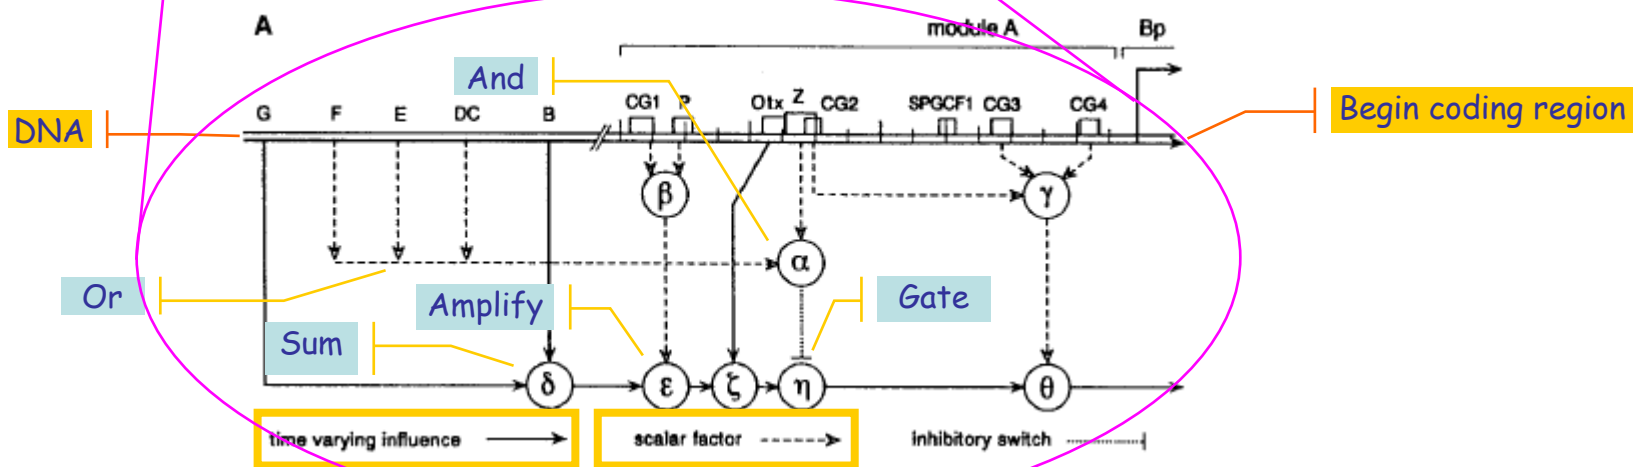 A
module A
Bp
And
CG1 P Otx Z CG2 SPGCF1 CG3 CG4
Begin coding region
G F E DC B
DNA
β
γ
α
Or
Amplify
Gate
Sum
δ ε ζ η θ
time varying influence
scalar factor
inhibitory switch